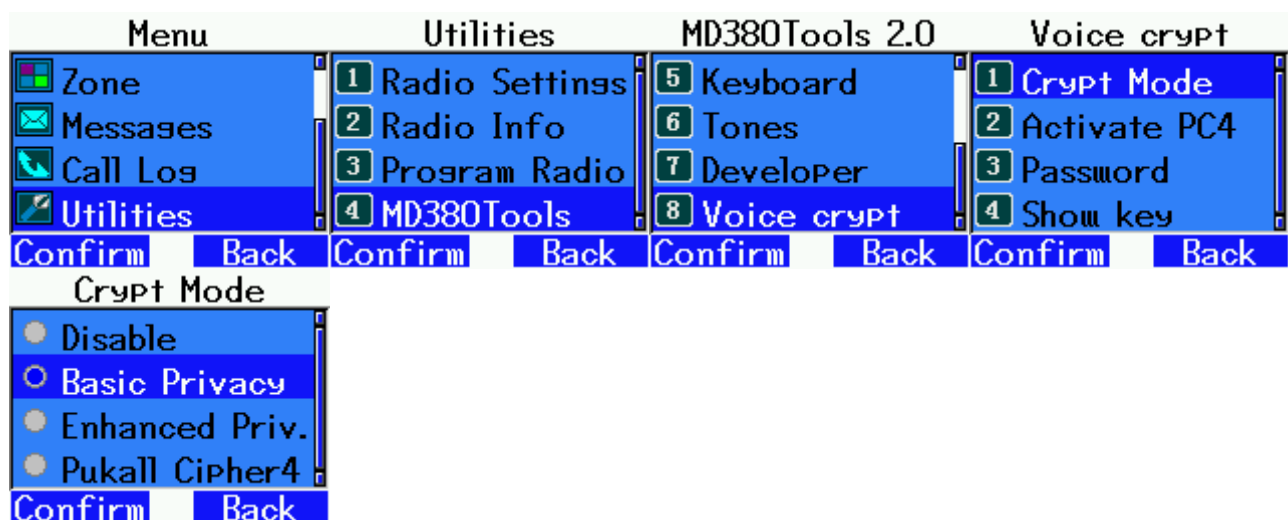 Menu
Zone
Messages
Call Log
Utilities
Confirm Back
Utilities
1 Radio Settings
2 Radio Info
3 Program Radio
4 MD380Tools
Confirm Back
MD380Tools 2.0
5 Keyboard
6 Tones
7 Developer
8 Voice crypt
Confirm Back
Voice crypt
1 Crypt Mode
2 Activate PC4
3 Password
4 Show key
Confirm Back
Crypt Mode
Disable
Basic Privacy
Enhanced Priv.
Pukall Cipher4
Confirm Back